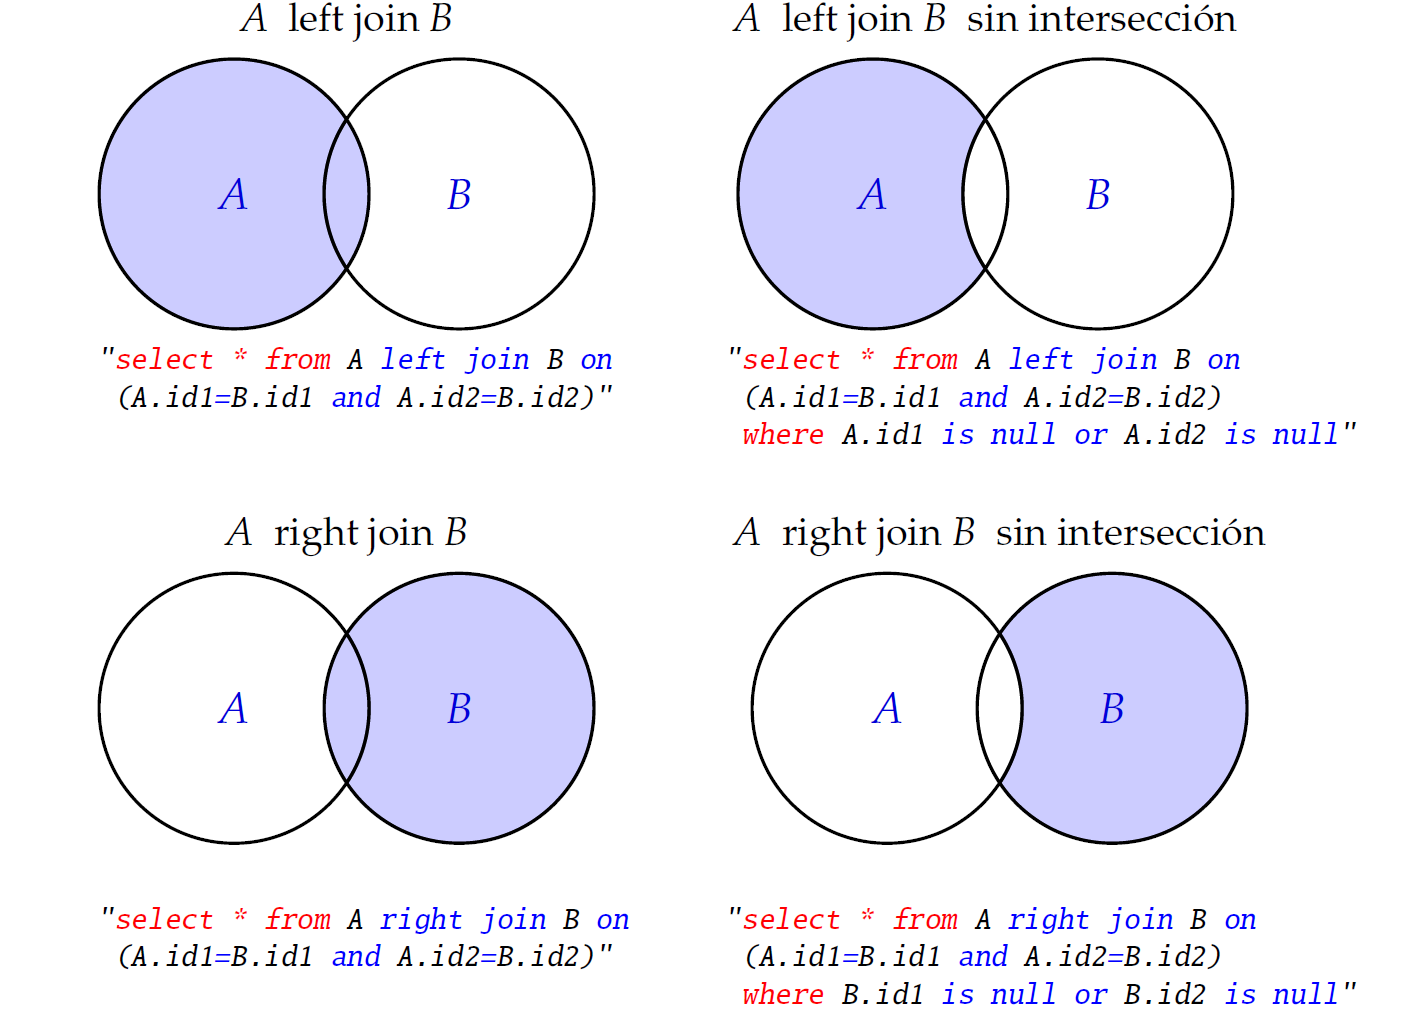 A left join B
A B
"select * from A left join B on
(A.id1=B.id1 and A.id2=B.id2)"
A left join B sin intersección
A B
"select * from A left join B on
(A.id1=B.id1 and A.id2=B.id2)
where A.id1 is null or A.id2 is null"
A right join B
A B
"select * from A right join B on
(A.id1=B.id1 and A.id2=B.id2)"
A right join B sin intersección
A B
"select * from A right join B on
(A.id1=B.id1 and A.id2=B.id2)
where B.id1 is null or B.id2 is null"